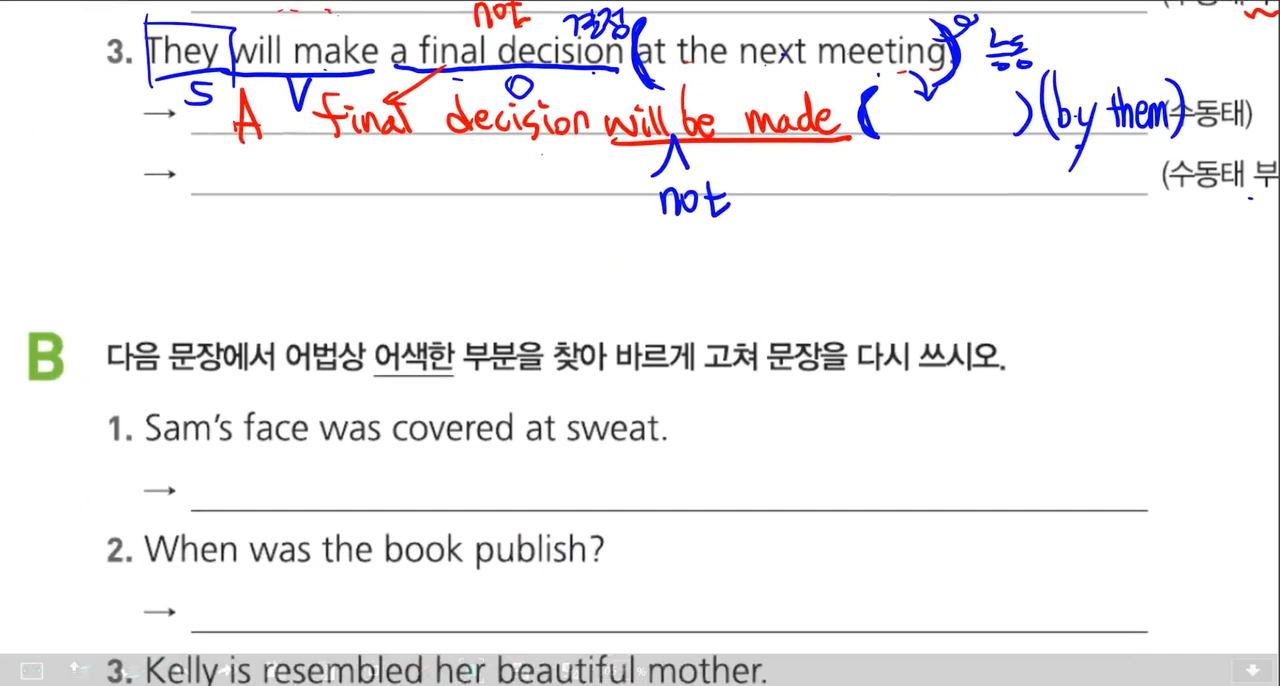 not 결정
3. They will make a final decision at the next meeting. 능동
S V O
→ A final decision will be made ( ) (by them) (수동태)
not
→ (수동태 부
B 다음 문장에서 어법상 어색한 부분을 찾아 바르게 고쳐 문장을 다시 쓰시오.
1. Sam's face was covered at sweat.
→
2. When was the book publish?
→
3. Kelly is resembled her beautiful mother.